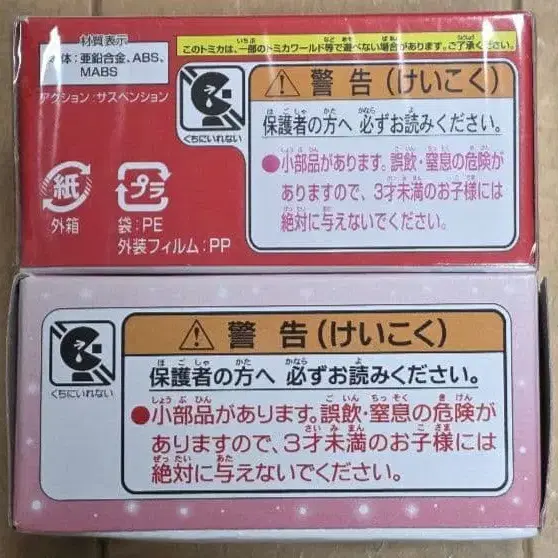 材質表示
本体：亜鉛合金、ABS、
MABS
アクション：サスペンション
このトミカは、一部のトミカワールド等で遊べない場合があります。ご了承ください。
くちにいれない
警告（けいこく）
保護者の方へ 必ずお読みください。
●小部品があります。誤飲・窒息の危険が
ありますので、3才未満のお子様には
絶対に与えないでください。
紙
外箱
プラ
袋：PE
外装フィルム：PP
くちにいれない
警告（けいこく）
保護者の方へ 必ずお読みください。
●小部品があります。誤飲・窒息の危険が
ありますので、3才未満のお子様には
絶対に与えないでください。